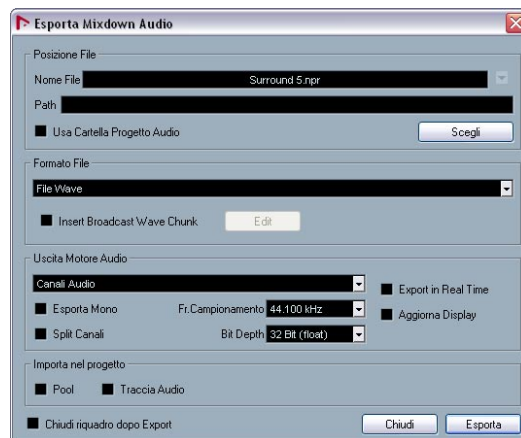 Esporta Mixdown Audio
Posizione File
Nome File Surround 5.npr
Path
Usa Cartella Progetto Audio Scegli
Formato File
File Wave
Insert Broadcast Wave Chunk Edit
Uscita Motore Audio
Canali Audio
Export in Real Time
Esporta Mono Fr.Campionamento 44.100 kHz
Aggiorna Display
Split Canali Bit Depth 32 Bit (float)
Importa nel progetto
Pool Traccia Audio
Chiudi riquadro dopo Export Chiudi Esporta